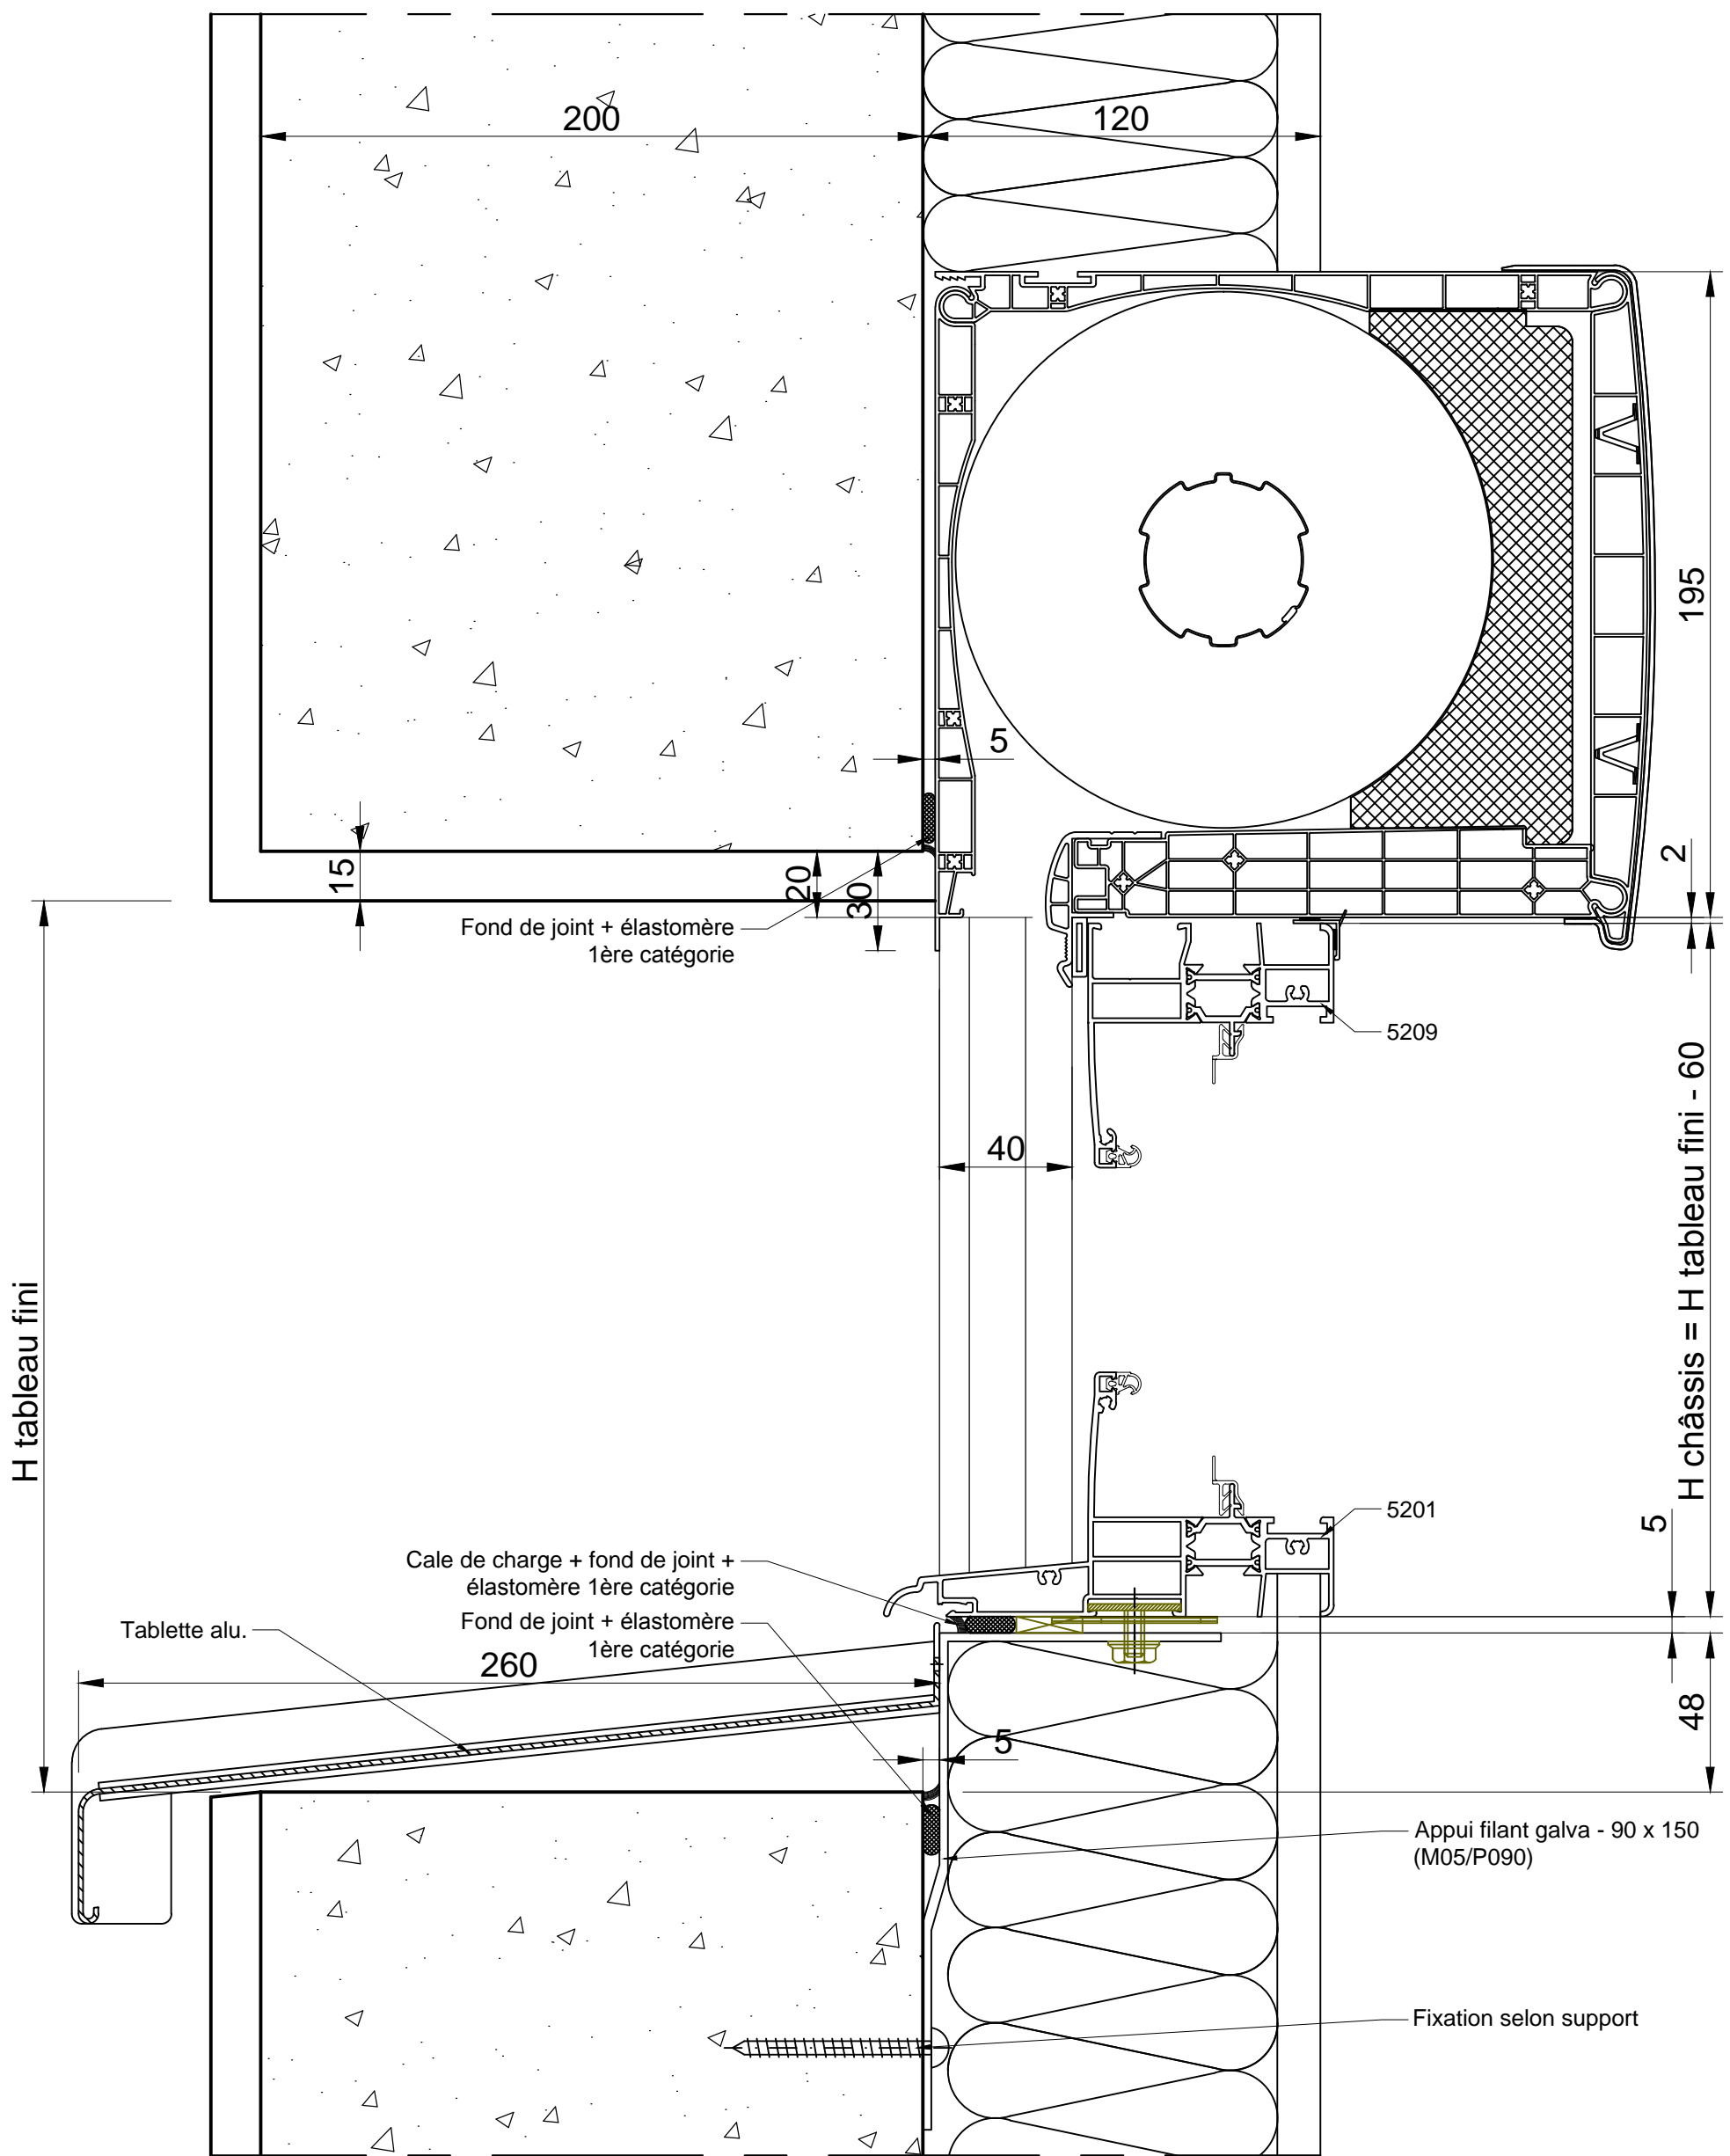 200
120
195
5
2
15
20
30
Fond de joint + élastomère
1ère catégorie
5209
40
H châssis = H tableau fini - 60
H tableau fini
5201
5
Cale de charge + fond de joint +
élastomère 1ère catégorie
Tablette alu.
Fond de joint + élastomère
1ère catégorie
260
48
5
Appui filant galva - 90 x 150
(M05/P090)
Fixation selon support